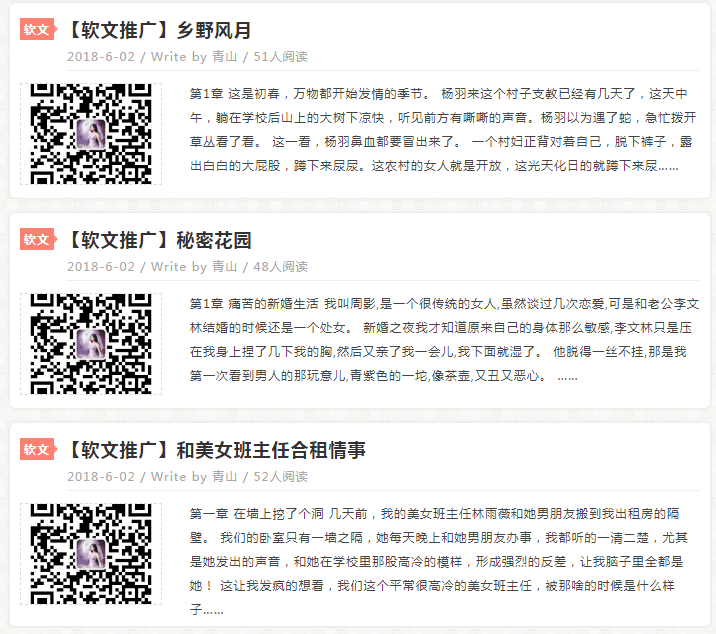 软文 【软文推广】乡野风月
2018-6-02 / Write by 青山 / 51人阅读
第1章 这是初春，万物都开始发情的季节。 杨羽来这个村子支教已经有几天了，这天中
午，躺在学校后山上的大树下凉快，听见前方有嘶嘶的声音。杨羽以为遇了蛇，急忙拨开
草丛看了看。 这一看，杨羽鼻血都要冒出来了。 一个村妇正背对着自己，脱下裤子，露
出白白的大屁股，蹲下来尿尿。这农村的女人就是开放，这光天化日的就蹲下来尿......
软文 【软文推广】秘密花园
2018-6-02 / Write by 青山 / 48人阅读
第1章 痛苦的新婚生活 我叫周影,是一个很传统的女人,虽然谈过几次恋爱,可是和老公李文
林结婚的时候还是一个处女。 新婚之夜我才知道原来自己的身体那么敏感,李文林只是压
在我身上捏了几下我的胸,然后又亲了我一会儿,我下面就湿了。 他脱得一丝不挂,那是我
第一次看到男人的那玩意儿,青紫色的一坨,像茶壶,又丑又恶心。 ......
软文 【软文推广】和美女班主任合租情事
2018-6-02 / Write by 青山 / 52人阅读
第一章 在墙上挖了个洞 几天前，我的美女班主任林雨薇和她男朋友搬到我出租房的隔
壁。 我们的卧室只有一墙之隔，她每天晚上和她男朋友办事，我都听的一清二楚，尤其
是她发出的声音，和她在学校里那股高冷的模样，形成强烈的反差，让我脑子里全都是
她！ 这让我发疯的想看，我们这个平常很高冷的美女班主任，被那啥的时候是什么样
子......